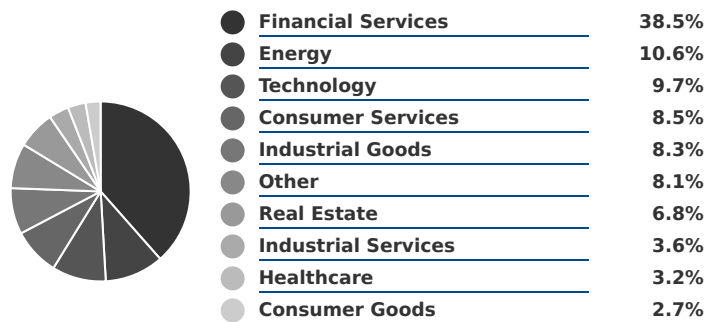 Financial Services 38.5%
Energy 10.6%
Technology 9.7%
Consumer Services 8.5%
Industrial Goods 8.3%
Other 8.1%
Real Estate 6.8%
Industrial Services 3.6%
Healthcare 3.2%
Consumer Goods 2.7%